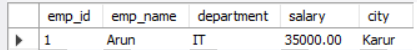 emp_id emp_name department salary city
1 Arun IT 35000.00 Karur